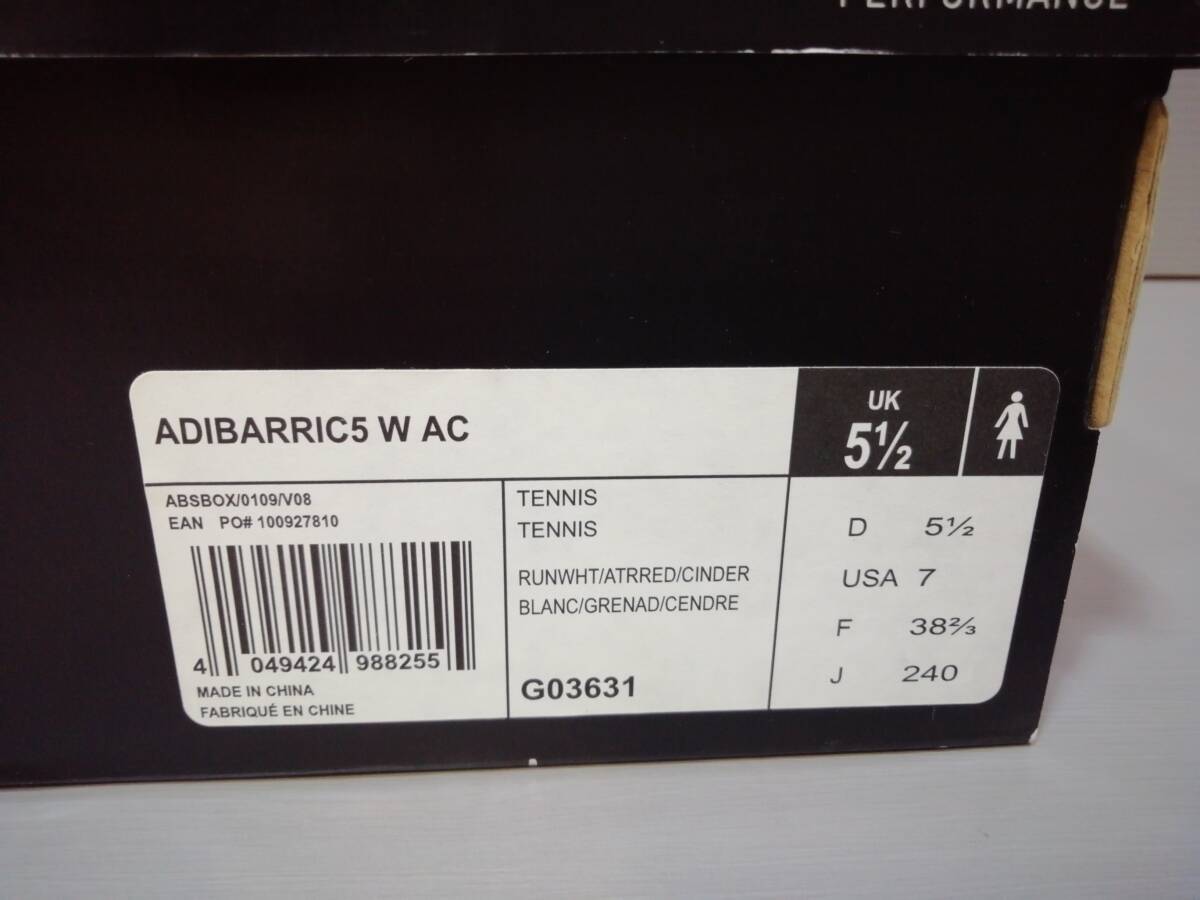 PERFORMANCE
ADIBARRIC5 W AC
UK
5½
ABSBOX/0109/V08
EAN PO# 100927810
4 049424 988255
MADE IN CHINA
FABRIQUÉ EN CHINE
TENNIS
TENNIS
RUNWHT/ATRRED/CINDER
BLANC/GRENAD/CENDRE
G03631
D 5½
USA 7
F 38⅔
J 240